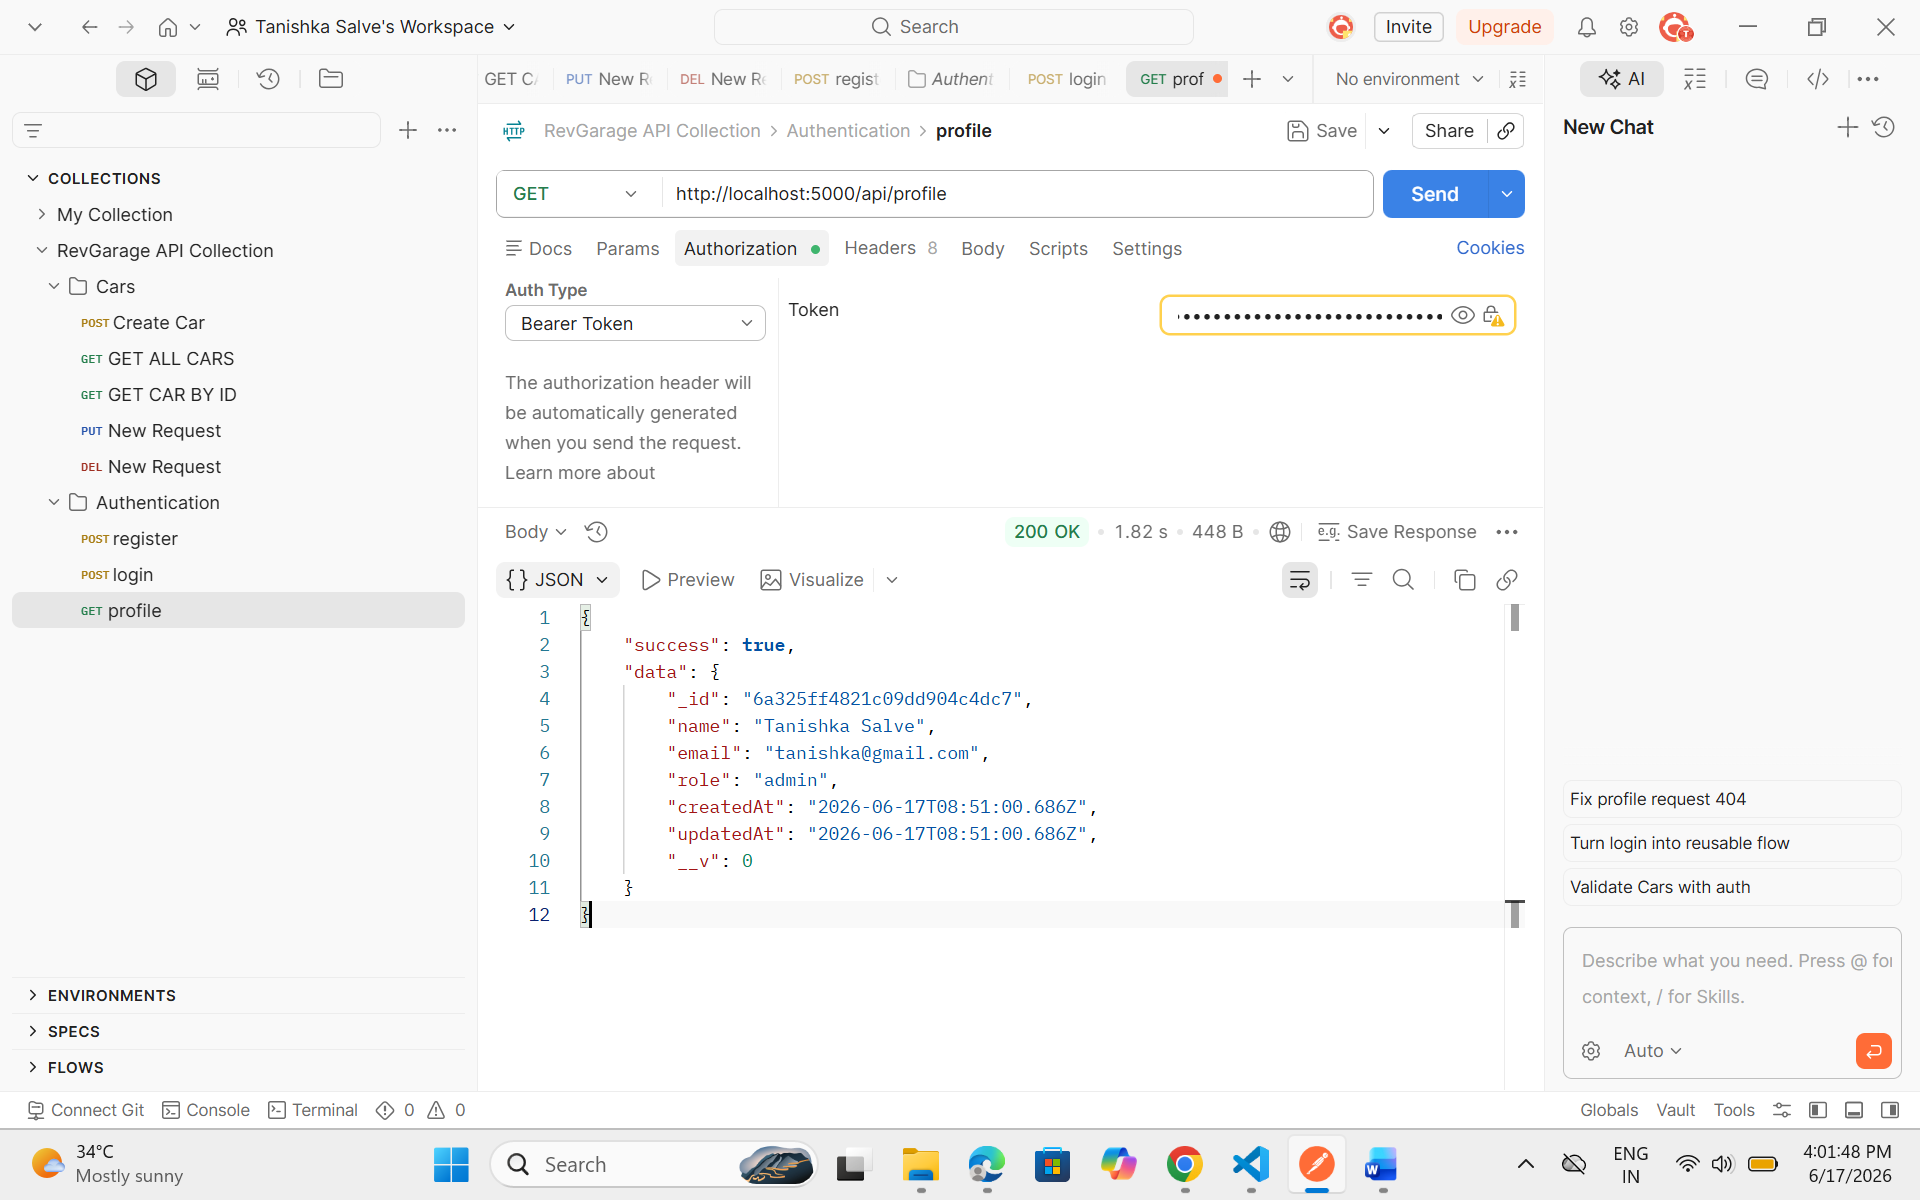 Tanishka Salve's Workspace
Search
Invite
Upgrade
GET CA
PUT New Re
DEL New Re
POST regist
Authent
POST login
GET prof
No environment
AI
RevGarage API Collection > Authentication > profile
Save
Share
New Chat
COLLECTIONS
My Collection
RevGarage API Collection
Cars
POST Create Car
GET GET ALL CARS
GET GET CAR BY ID
PUT New Request
DEL New Request
Authentication
POST register
POST login
GET profile
ENVIRONMENTS
SPECS
FLOWS
HTTP
GET
http://localhost:5000/api/profile
Send
Docs
Params
Authorization
Headers 8
Body
Scripts
Settings
Cookies
Auth Type
Bearer Token
The authorization header will
be automatically generated
when you send the request.
Learn more about
Token
Body
200 OK
1.82 s
448 B
e.g. Save Response
{ } JSON
Preview
Visualize
1 {
2 "success": true,
3 "data": {
4 "_id": "6a325ff4821c09dd904c4dc7",
5 "name": "Tanishka Salve",
6 "email": "tanishka@gmail.com",
7 "role": "admin",
8 "createdAt": "2026-06-17T08:51:00.686Z",
9 "updatedAt": "2026-06-17T08:51:00.686Z",
10 "__v": 0
11 }
12 }
Fix profile request 404
Turn login into reusable flow
Validate Cars with auth
Describe what you need. Press @ for
context, / for Skills.
Auto
Connect Git
Console
Terminal
0
0
Globals
Vault
Tools
34°C
Mostly sunny
Search
ENG
IN
4:01:48 PM
6/17/2026